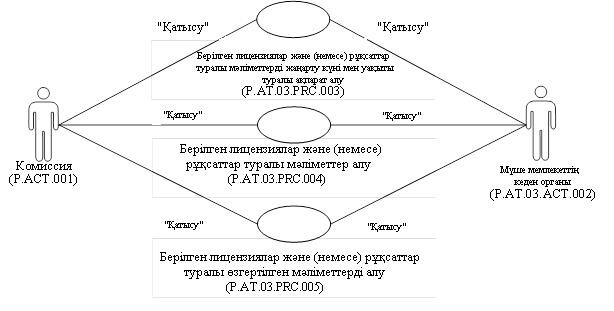 "Қатысу" "Қатысу"
Берілген лицензиялар және (немесе) рұқсаттар
туралы мәліметтерді жаңарту күні мен уақыты
туралы ақпарат алу
(P.AT.03.PRC.003)
"Қатысу" "Қатысу"
Берілген лицензиялар және (немесе)
рұқсаттар туралы мәліметтер алу
(P.AT.03.PRC.004)
Комиссия
(P.ACT.001)
Мүше мемлекеттің
кеден органы
(P.AT.03.ACT.002)
"Қатысу" "Қатысу"
Берілген лицензиялар және (немесе) рұқсаттар
туралы өзгертілген мәліметтерді алу
(P.AT.03.PRC.005)